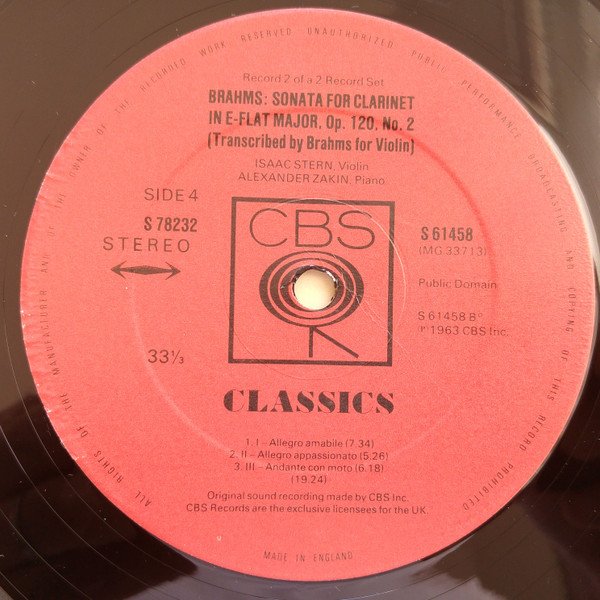 ALL RIGHTS OF THE MANUFACTURER AND OF THE OWNER OF THE RECORDED WORK RESERVED UNAUTHORIZED PUBLIC PERFORMANCE BROADCASTING AND COPYING OF THIS RECORD PROHIBITED
Record 2 of a 2 Record Set
BRAHMS: SONATA FOR CLARINET
IN E-FLAT MAJOR, Op. 120, No. 2
(Transcribed by Brahms for Violin)
ISAAC STERN, Violin
ALEXANDER ZAKIN, Piano
SIDE 4
S 78232
STEREO
33⅓
CBS
S 61458
(MG 33713)
Public Domain
S 61458 B°
℗ 1963 CBS Inc.
CLASSICS
1. I – Allegro amabile (7.34)
2. II – Allegro appassionato (5.26)
3. III – Andante con moto (6.18)
(19.24)
Original sound recording made by CBS Inc.
CBS Records are the exclusive licensees for the UK.
MADE IN ENGLAND